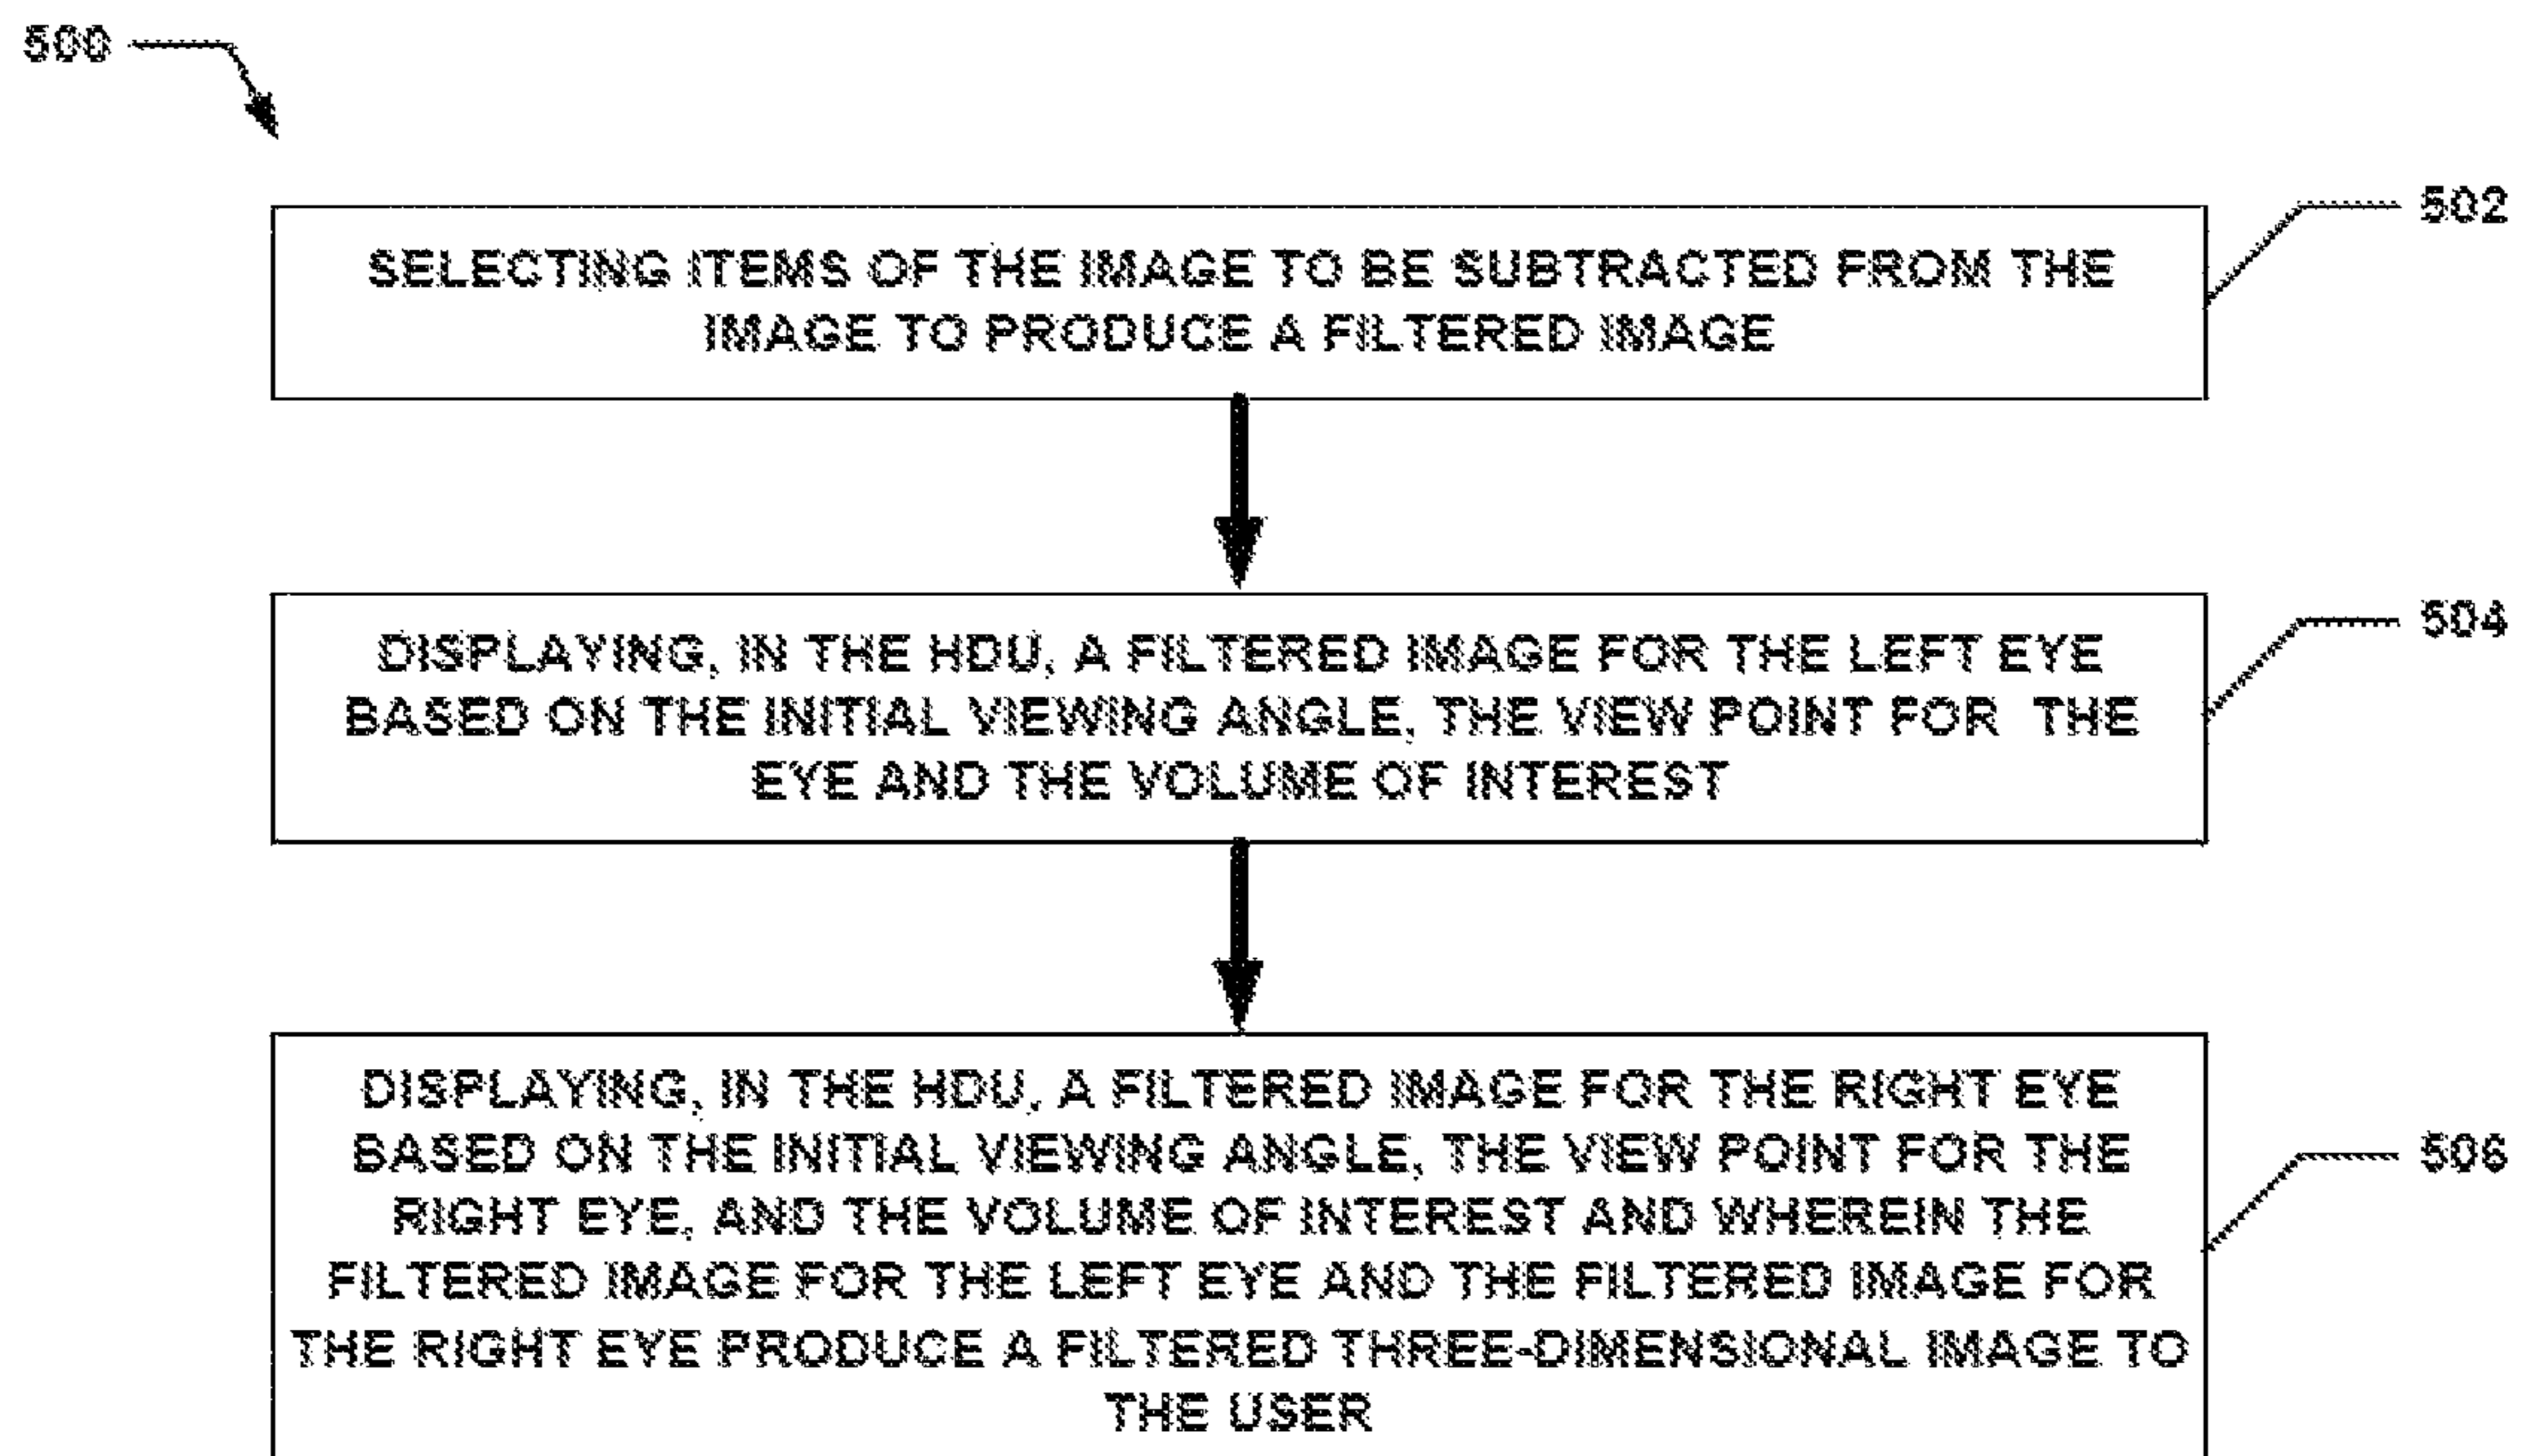 500
502
SELECTING ITEMS OF THE IMAGE TO BE SUBTRACTED FROM THE
IMAGE TO PRODUCE A FILTERED IMAGE
504
DISPLAYING, IN THE HDU, A FILTERED IMAGE FOR THE LEFT EYE
BASED ON THE INITIAL VIEWING ANGLE, THE VIEW POINT FOR THE
EYE AND THE VOLUME OF INTEREST
506
DISPLAYING, IN THE HDU, A FILTERED IMAGE FOR THE RIGHT EYE
BASED ON THE INITIAL VIEWING ANGLE, THE VIEW POINT FOR THE
RIGHT EYE, AND THE VOLUME OF INTEREST AND WHEREIN THE
FILTERED IMAGE FOR THE LEFT EYE AND THE FILTERED IMAGE FOR
THE RIGHT EYE PRODUCE A FILTERED THREE-DIMENSIONAL IMAGE TO
THE USER